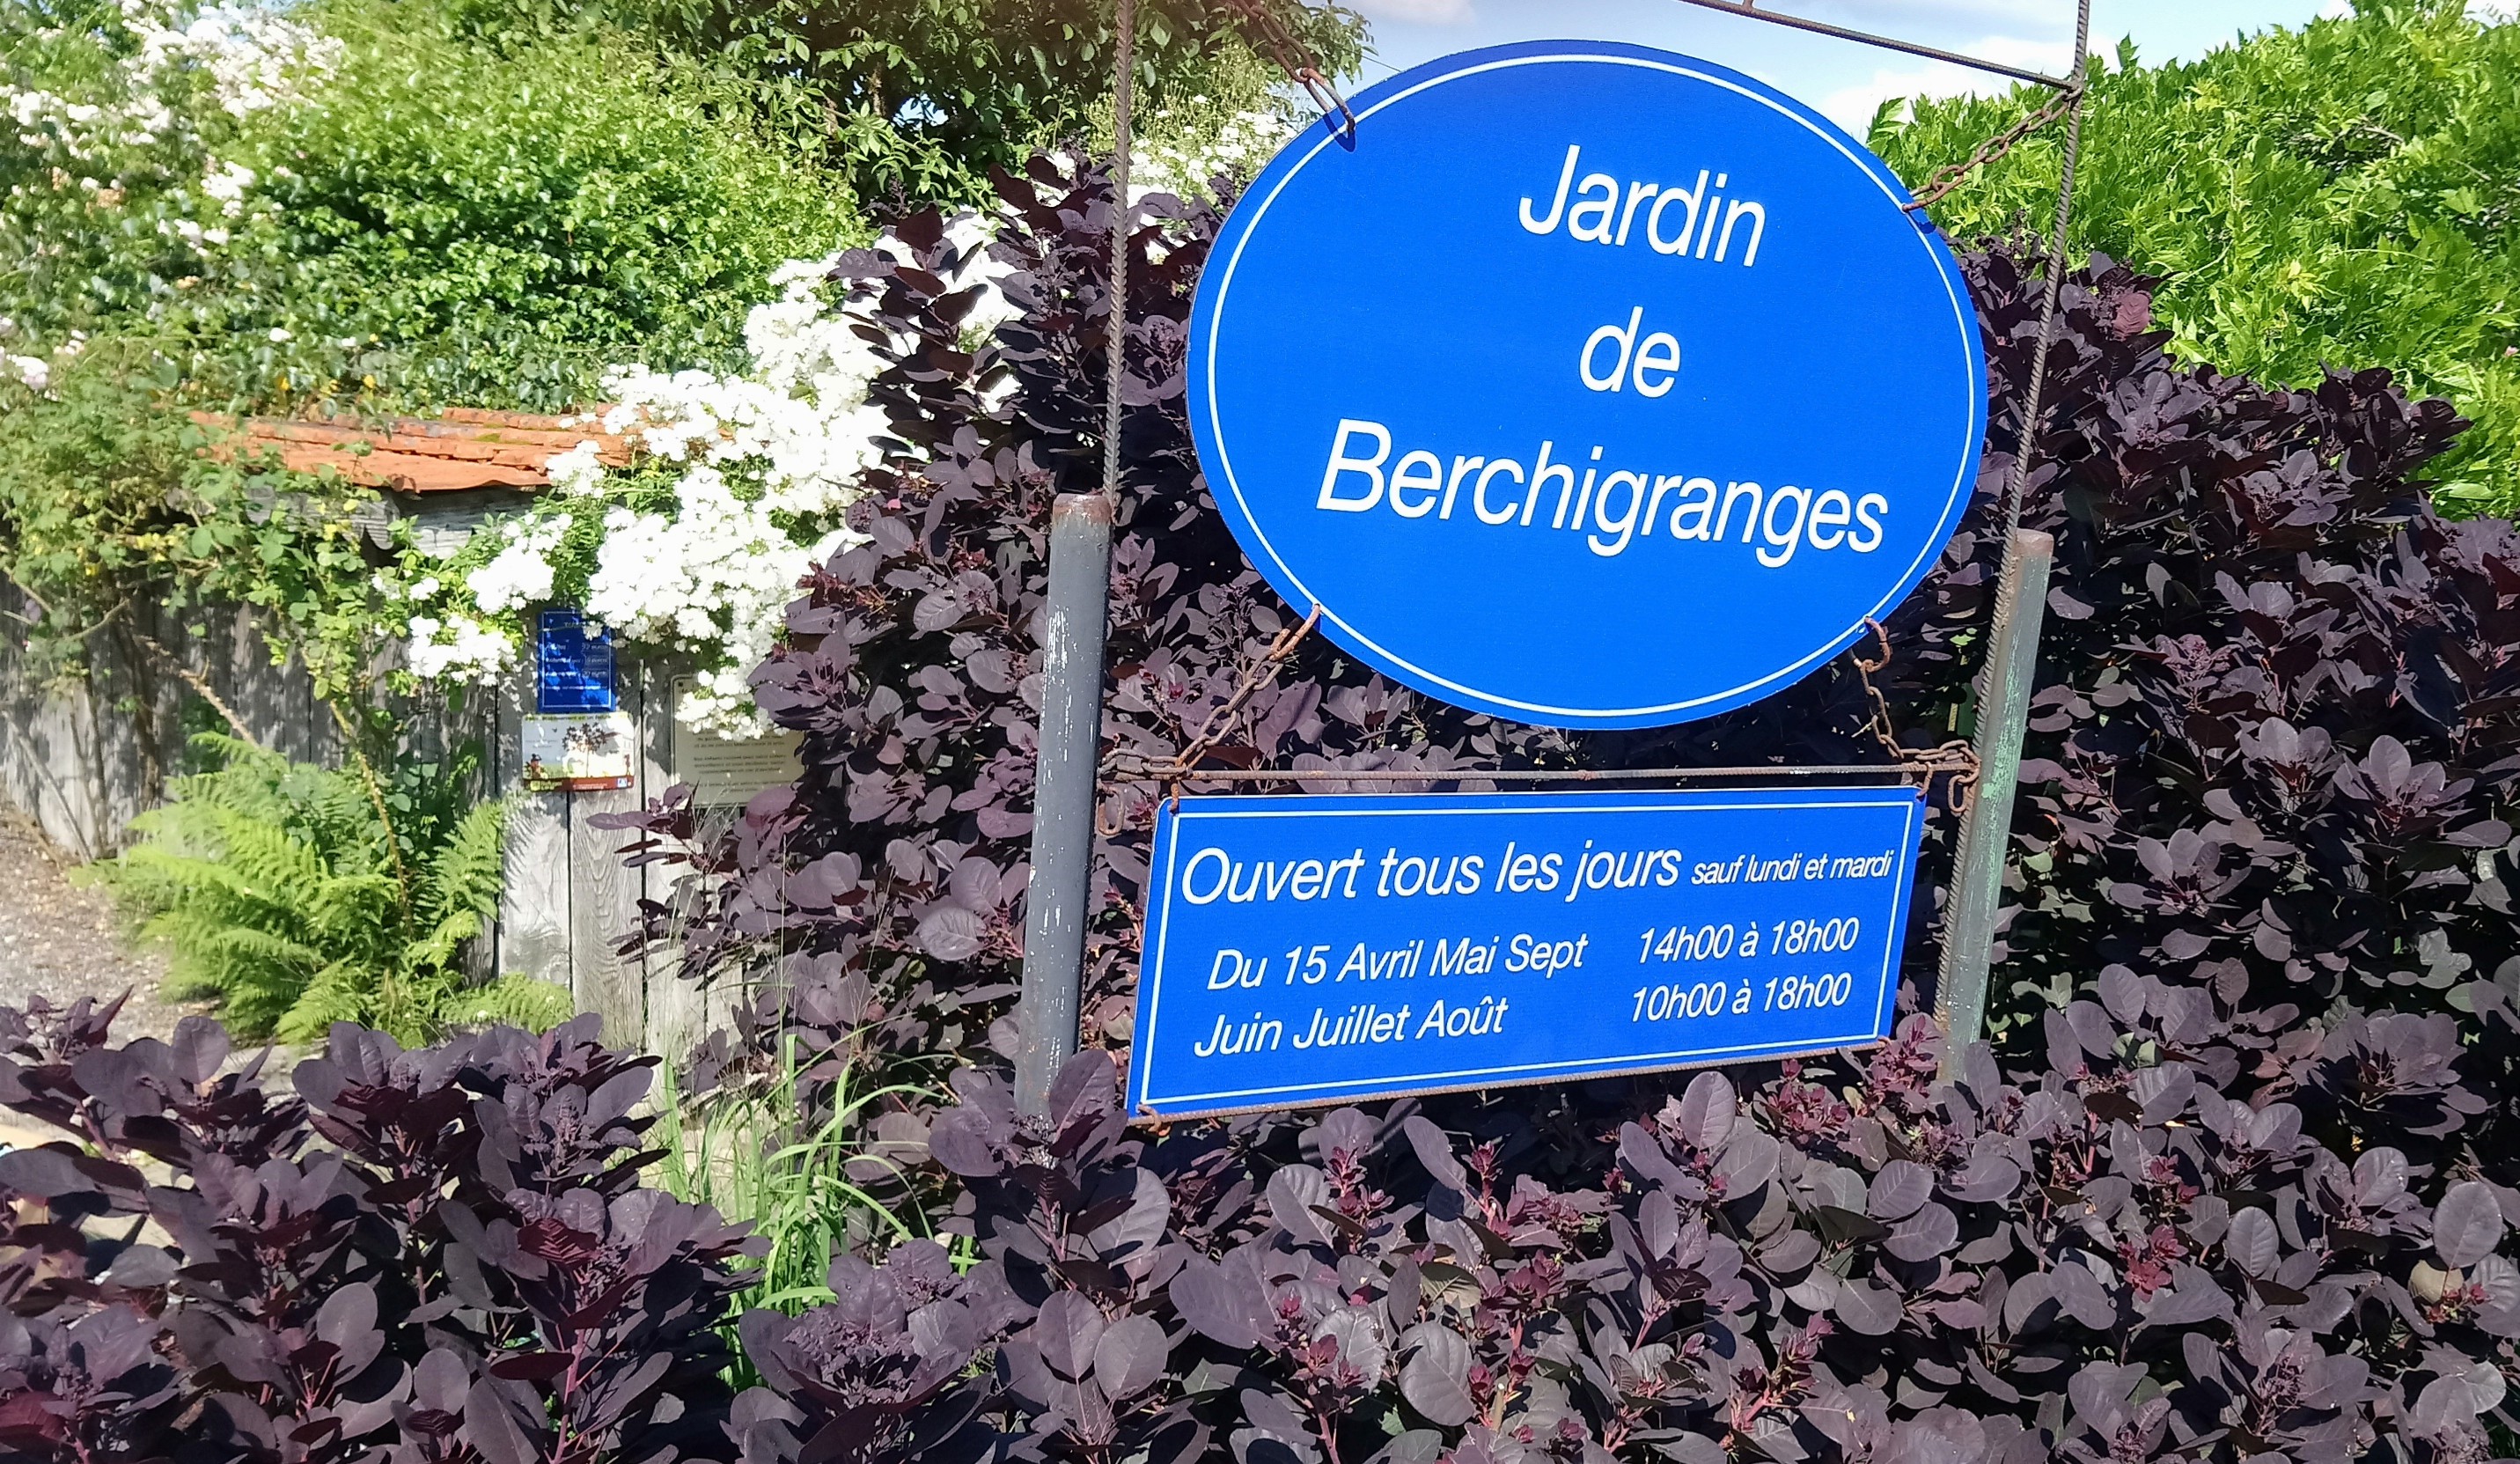 Jardin
de
Berchigranges
Ouvert tous les jours sauf lundi et mardi
Du 15 Avril Mai Sept 14h00 à 18h00
Juin Juillet Août 10h00 à 18h00